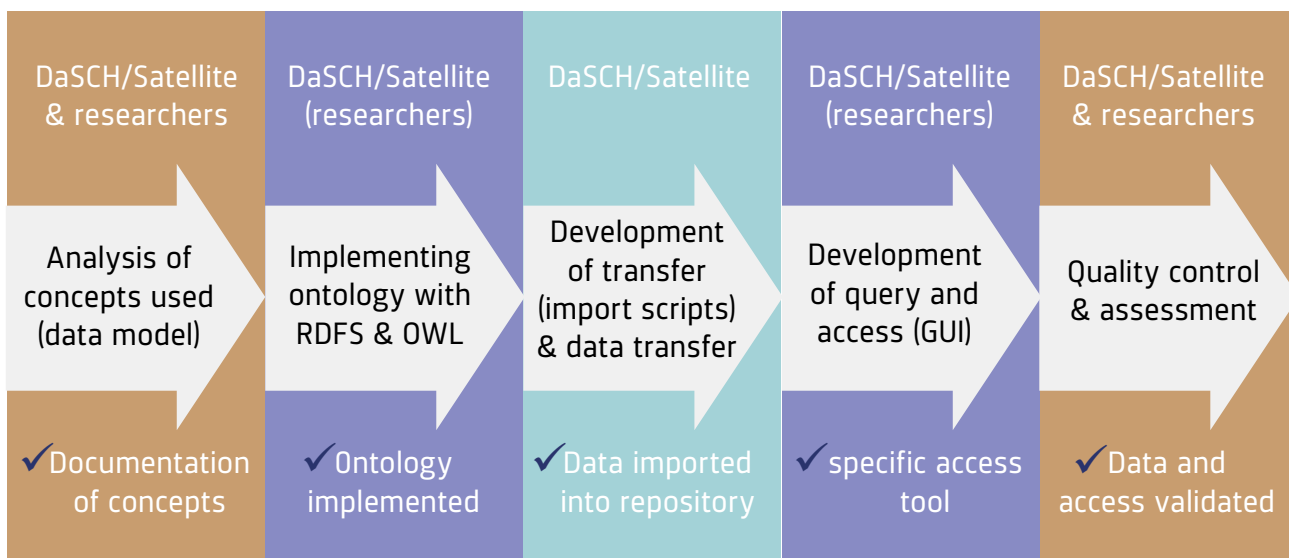 DaSCH/Satellite
& researchers
DaSCH/Satellite
(researchers)
DaSCH/Satellite
DaSCH/Satellite
(researchers)
DaSCH/Satellite
& researchers
Analysis of
concepts used
(data model)
Implementing
ontology with
RDFS & OWL
Development
of transfer
(import scripts)
& data transfer
Development
of query and
access (GUI)
Quality control
& assessment
✓Documentation
of concepts
✓Ontology
implemented
✓Data imported
into repository
✓specific access
tool
✓Data and
access validated